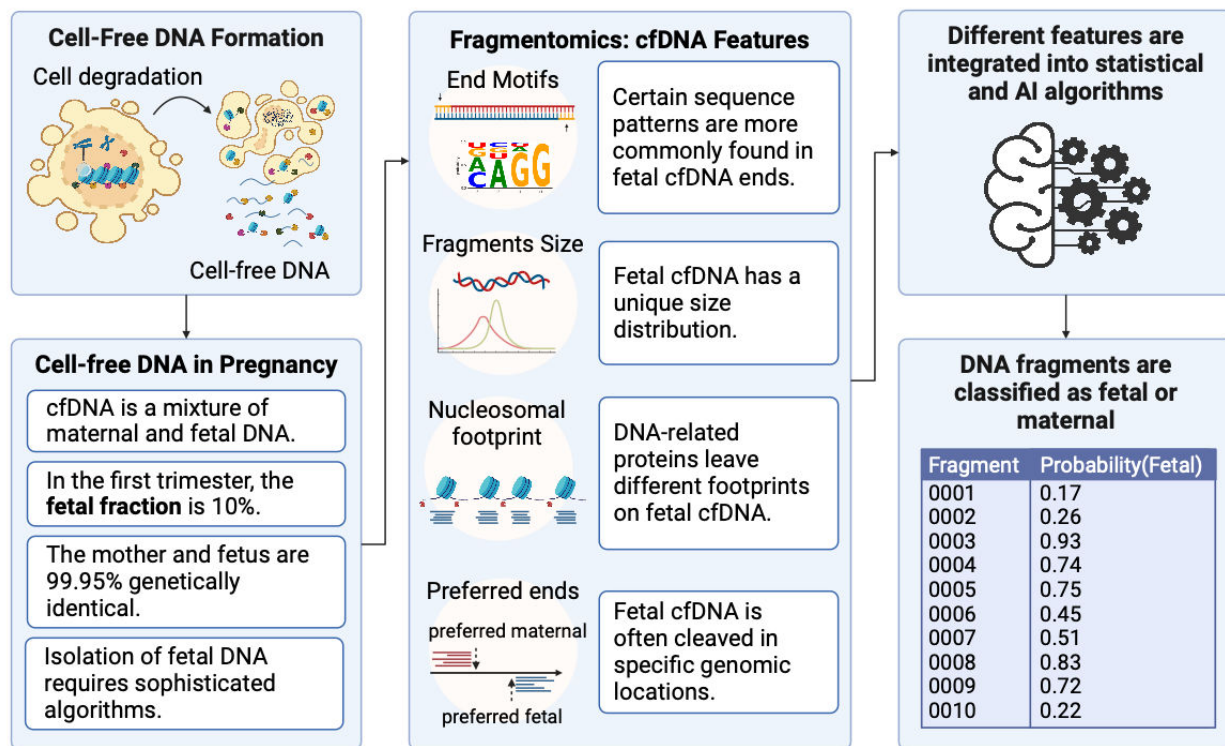 Cell-Free DNA Formation
Cell degradation
Cell-free DNA
Cell-free DNA in Pregnancy
cfDNA is a mixture of
maternal and fetal DNA.
In the first trimester, the
fetal fraction is 10%.
The mother and fetus are
99.95% genetically
identical.
Isolation of fetal DNA
requires sophisticated
algorithms.
Fragmentomics: cfDNA Features
End Motifs
Certain sequence
patterns are more
commonly found in
fetal cfDNA ends.
CAGG
Fragments Size
Fetal cfDNA has a
unique size
distribution.
Nucleosomal
footprint
DNA-related
proteins leave
different footprints
on fetal cfDNA.
Preferred ends
preferred maternal
preferred fetal
Fetal cfDNA is
often cleaved in
specific genomic
locations.
Different features are
integrated into statistical
and AI algorithms
DNA fragments are
classified as fetal or
maternal
Fragment Probability(Fetal)
0001 0.17
0002 0.26
0003 0.93
0004 0.74
0005 0.75
0006 0.45
0007 0.51
0008 0.83
0009 0.72
0010 0.22